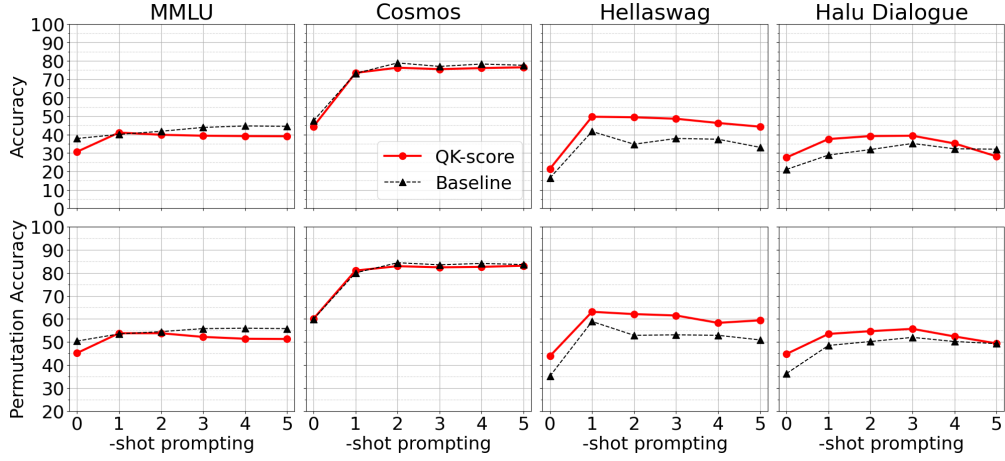 MMLU Cosmos Hellaswag Halu Dialogue
Accuracy
100
90
80
70
60
50
40
30
20
10
0
QK-score
Baseline
Permutation Accuracy
100
90
80
70
60
50
40
30
20
0 1 2 3 4 5 0 1 2 3 4 5 0 1 2 3 4 5 0 1 2 3 4 5
-shot prompting -shot prompting -shot prompting -shot prompting